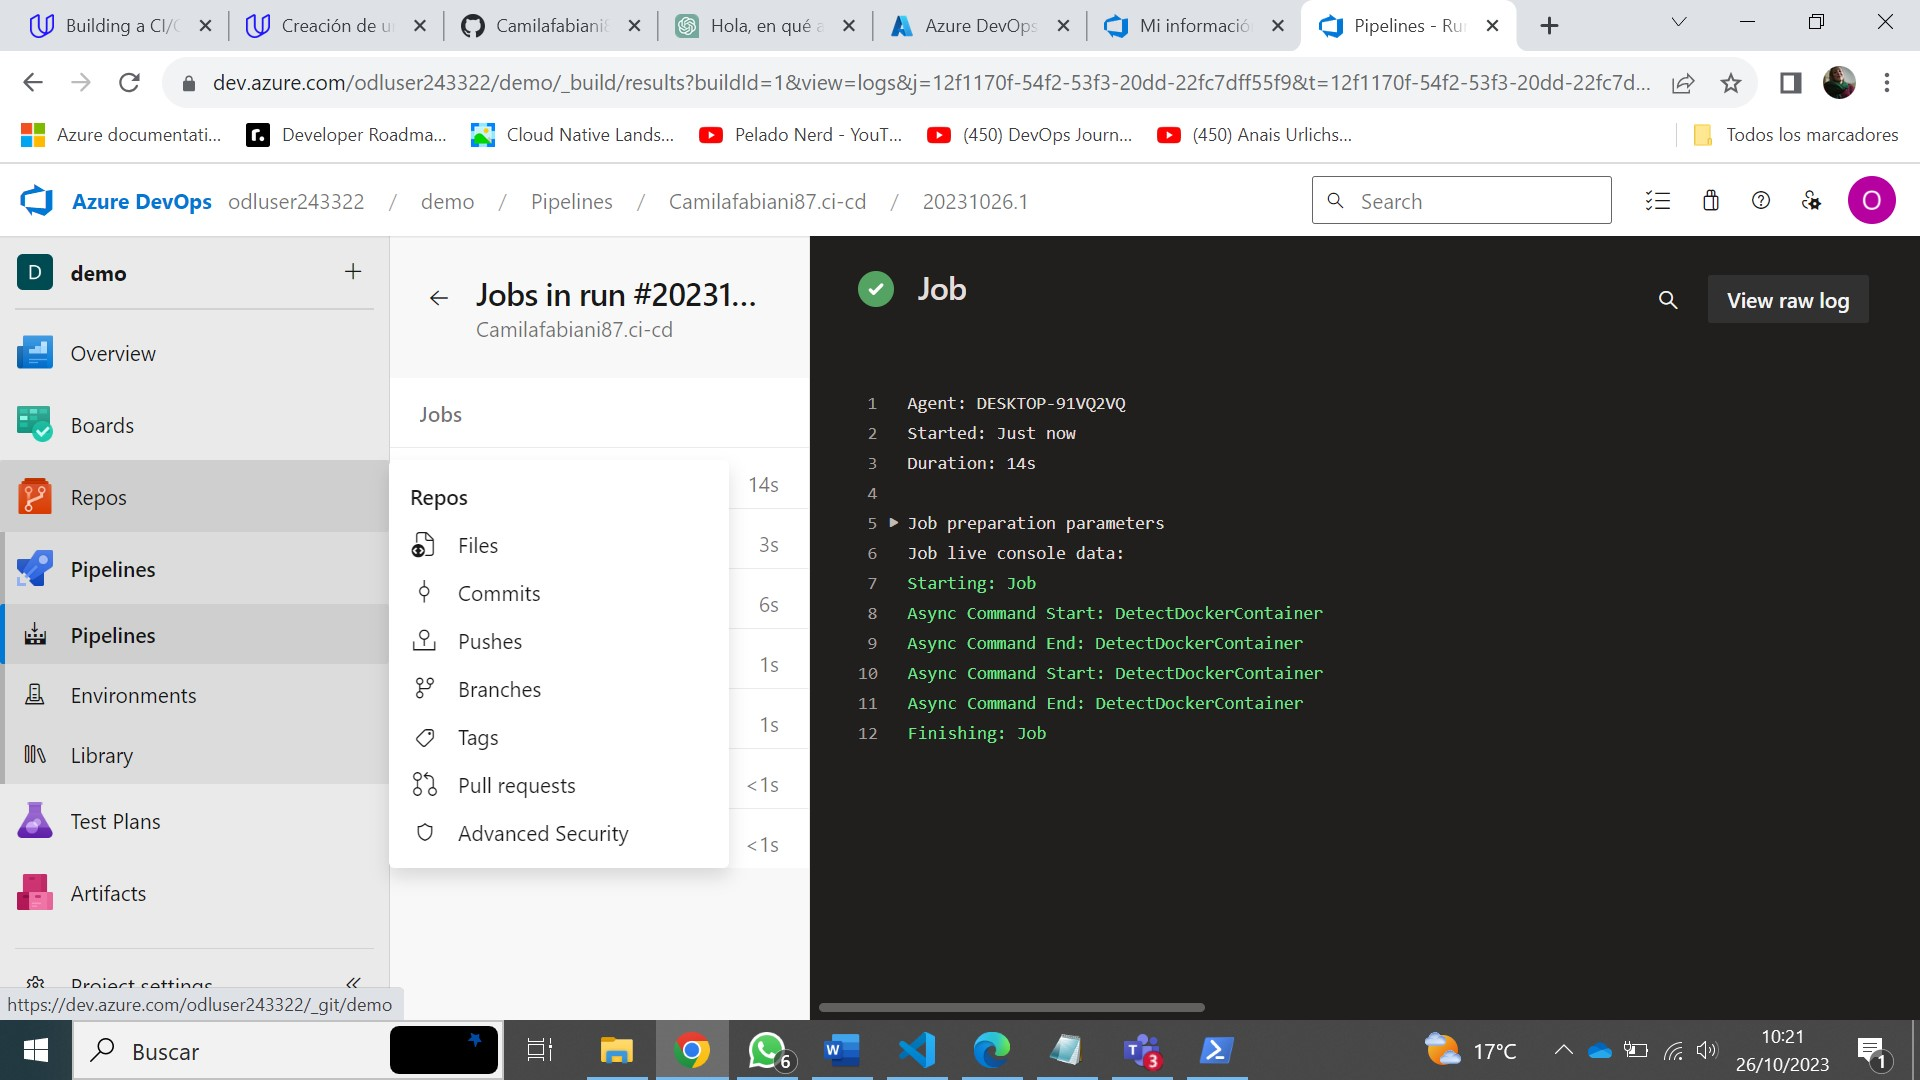 Building a CI/C
Creación de u
Camilafabiani8
Hola, en qué a
Azure DevOps
Mi informació
Pipelines - Ru
dev.azure.com/odluser243322/demo/_build/results?buildId=1&view=logs&j=12f1170f-54f2-53f3-20dd-22fc7dff55f9&t=12f1170f-54f2-53f3-20dd-22fc7d...
Azure documentati...
Developer Roadma...
Cloud Native Lands...
Pelado Nerd - YouT...
(450) DevOps Journ...
(450) Anais Urlichs...
Todos los marcadores
Azure DevOps odluser243322 / demo / Pipelines / Camilafabiani87.ci-cd / 20231026.1
Search
O
D demo
Overview
Boards
Repos
Pipelines
Pipelines
Environments
Library
Test Plans
Artifacts
Project settings
https://dev.azure.com/odluser243322/_git/demo
Jobs in run #20231...
Camilafabiani87.ci-cd
Jobs
14s
3s
6s
1s
1s
<1s
<1s
Repos
Files
Commits
Pushes
Branches
Tags
Pull requests
Advanced Security
Job
View raw log
1 Agent: DESKTOP-91VQ2VQ
2 Started: Just now
3 Duration: 14s
4
5 Job preparation parameters
6 Job live console data:
7 Starting: Job
8 Async Command Start: DetectDockerContainer
9 Async Command End: DetectDockerContainer
10 Async Command Start: DetectDockerContainer
11 Async Command End: DetectDockerContainer
12 Finishing: Job
Buscar
6
3
17°C
10:21
26/10/2023
1